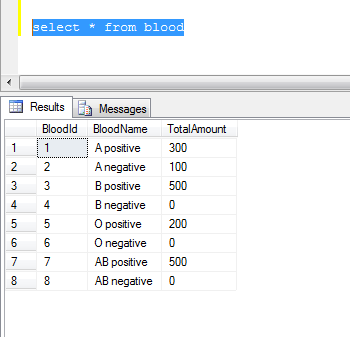 select * from blood
Results Messages
BloodId BloodName TotalAmount
1 1 A positive 300
2 2 A negative 100
3 3 B positive 500
4 4 B negative 0
5 5 O positive 200
6 6 O negative 0
7 7 AB positive 500
8 8 AB negative 0